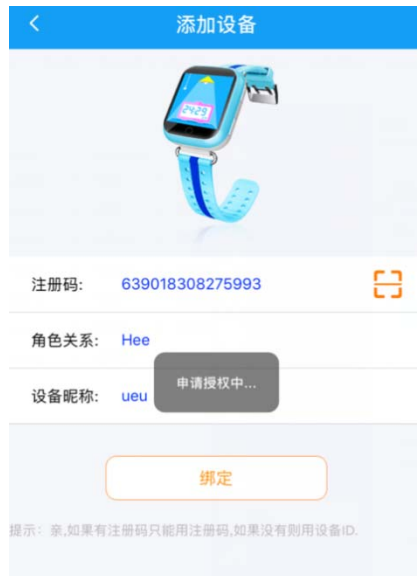 添加设备
24:29
注册码: 639018308275993
角色关系: Hee
申请授权中...
设备昵称: ueu
绑定
提示：亲,如果有注册码只能用注册码,如果没有则用设备ID.